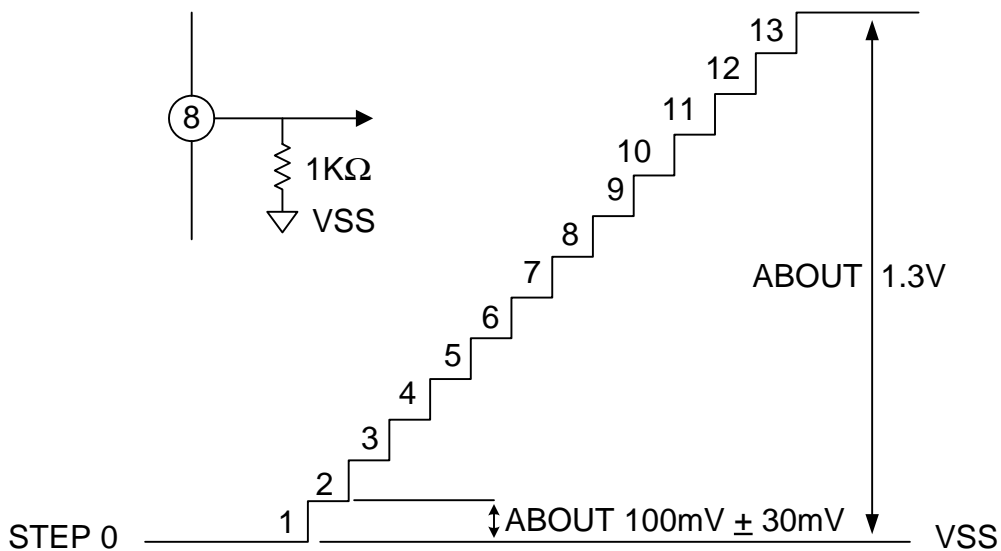 13
12
11
8
10
1KΩ
9
VSS
8
7
ABOUT 1.3V
6
5
4
3
2
1
ABOUT 100mV ± 30mV
STEP 0
VSS